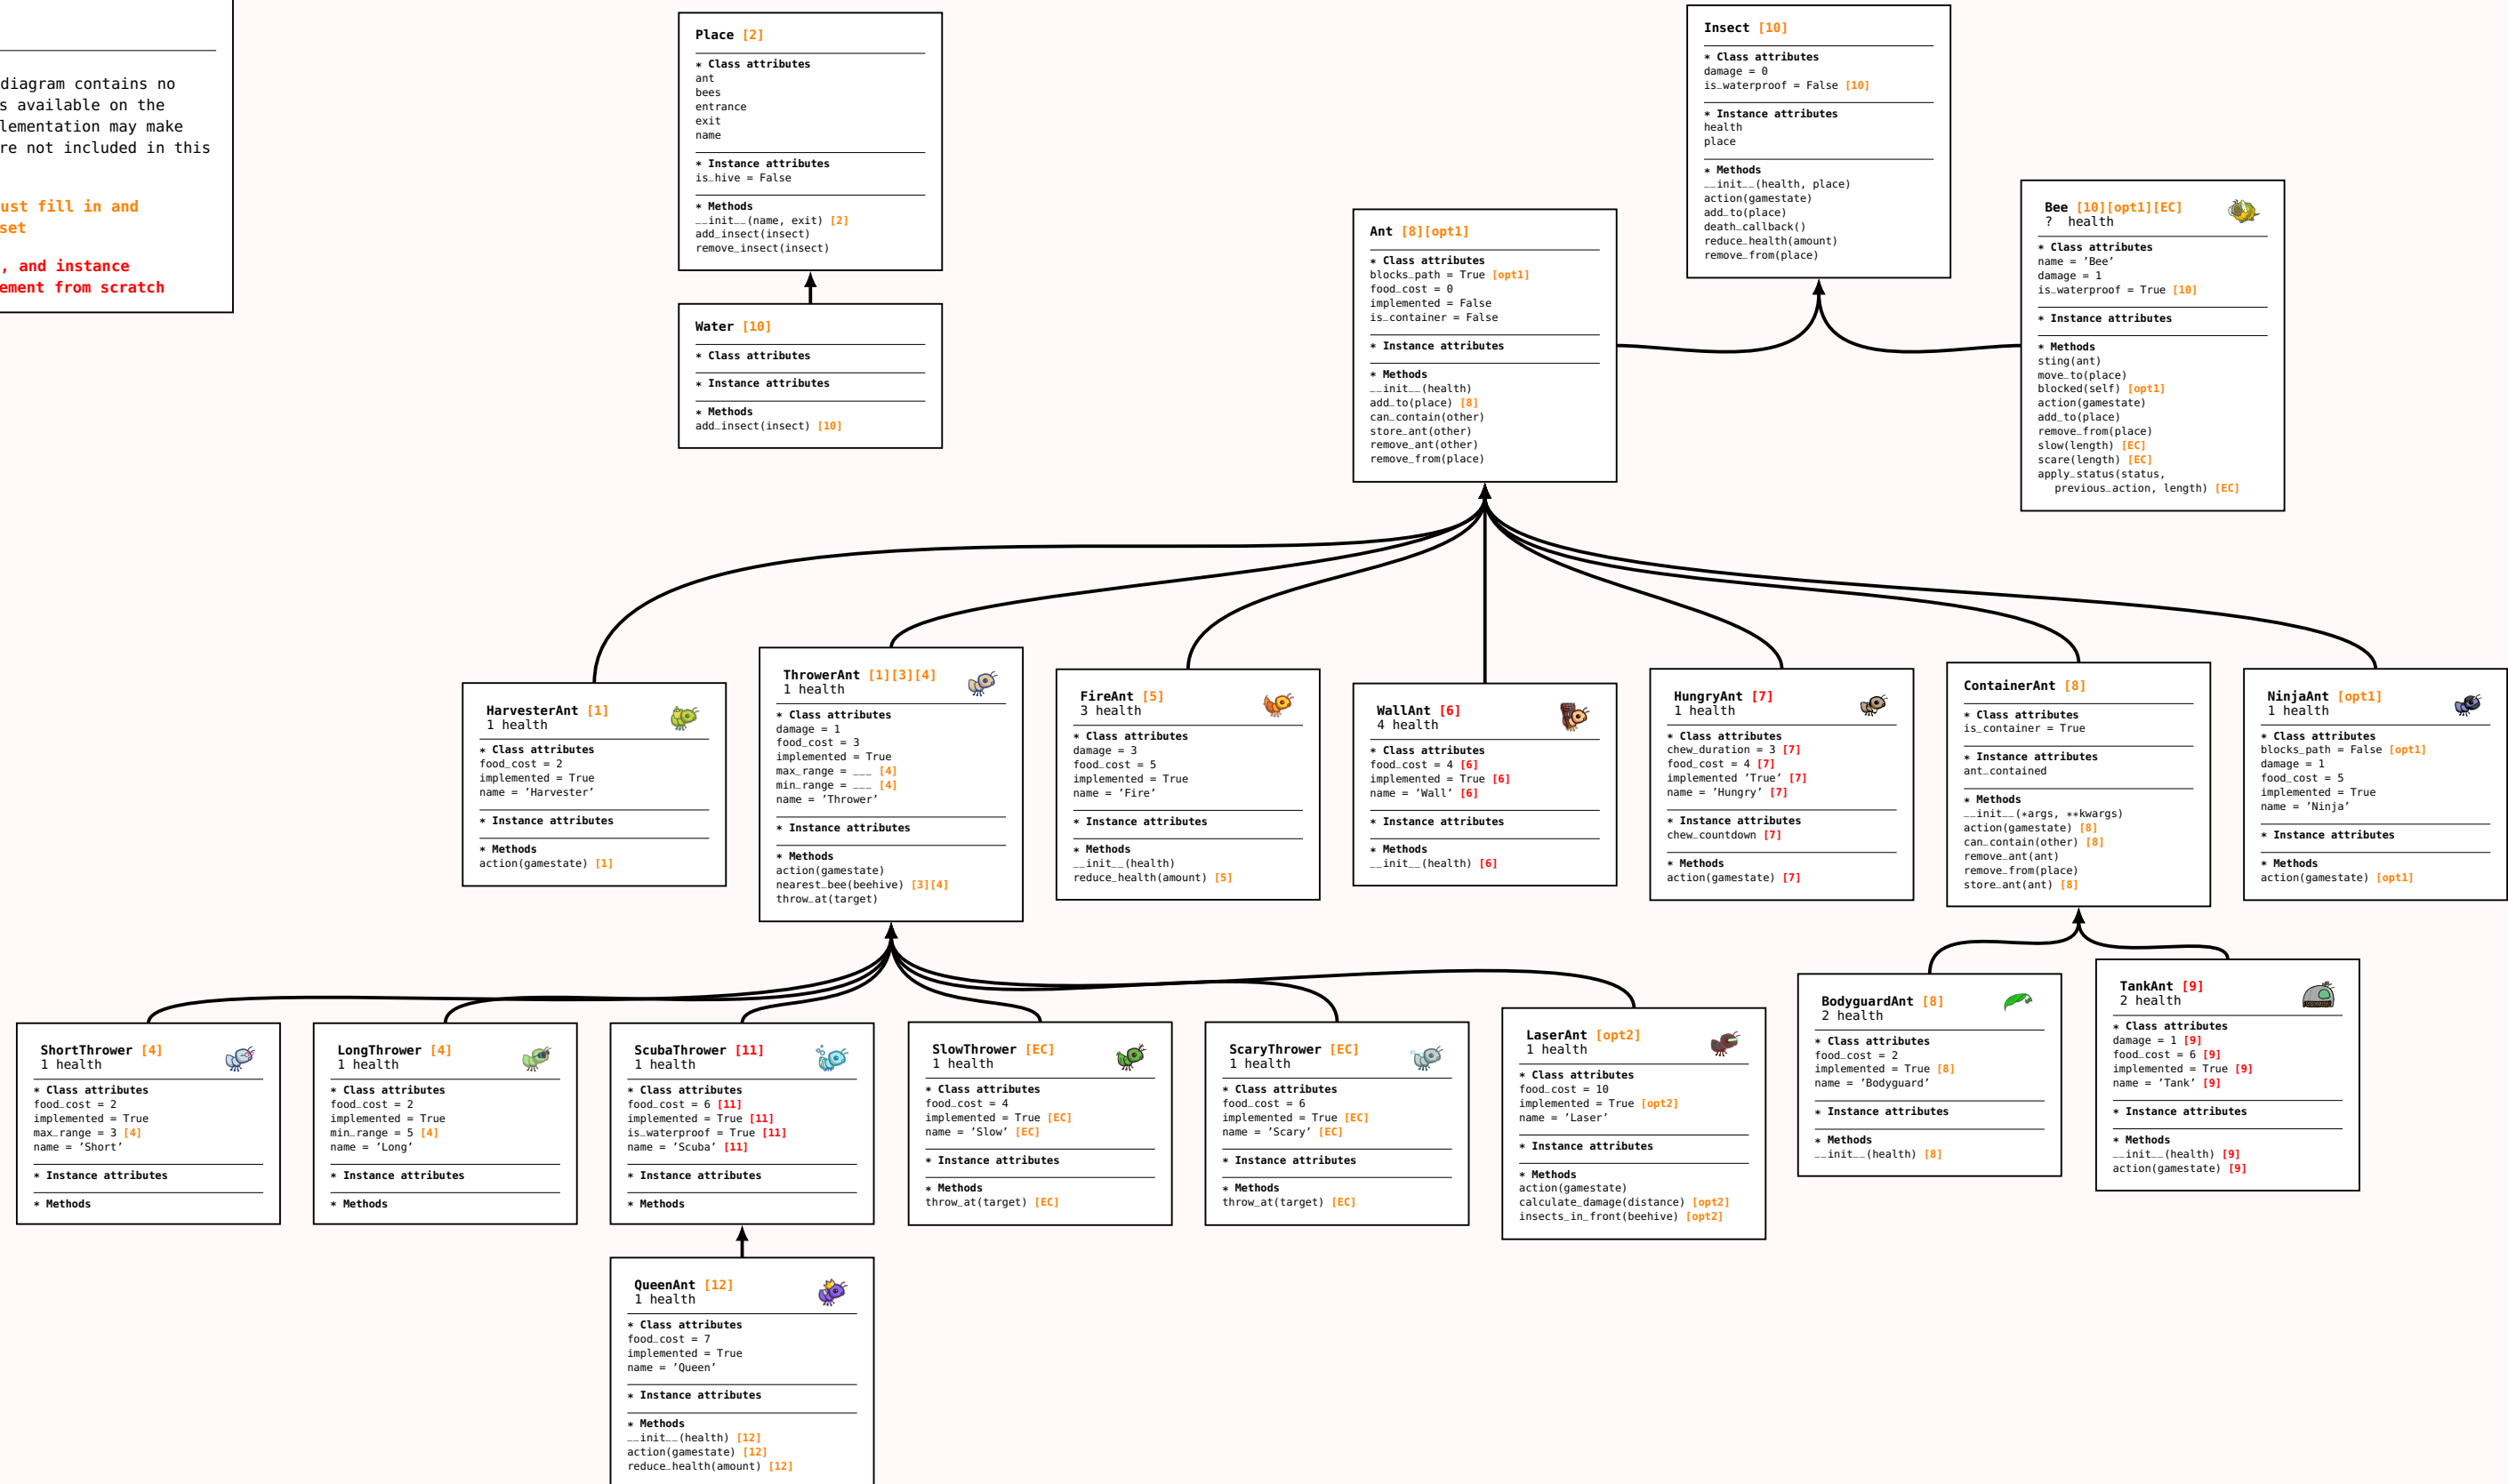 diagram contains no
s available on the
lementation may make
re not included in this
ust fill in and
set
, and instance
ement from scratch
Place [2]
* Class attributes
ant
bees
entrance
exit
name
* Instance attributes
is_hive = False
* Methods
__init__(name, exit) [2]
add_insect(insect)
remove_insect(insect)
Water [10]
* Class attributes
* Instance attributes
* Methods
add_insect(insect) [10]
Insect [10]
* Class attributes
damage = 0
is_waterproof = False [10]
* Instance attributes
health
place
* Methods
__init__(health, place)
action(gamestate)
add_to(place)
death_callback()
reduce_health(amount)
remove_from(place)
Ant [8][opt1]
* Class attributes
blocks_path = True [opt1]
food_cost = 0
implemented = False
is_container = False
* Instance attributes
* Methods
__init__(health)
add_to(place) [8]
can_contain(other)
store_ant(other)
remove_ant(other)
remove_from(place)
Bee [10][opt1][EC]
? health
* Class attributes
name = ’Bee’
damage = 1
is_waterproof = True [10]
* Instance attributes
* Methods
sting(ant)
move_to(place)
blocked(self) [opt1]
action(gamestate)
add_to(place)
remove_from(place)
slow(length) [EC]
scare(length) [EC]
apply_status(status,
previous_action, length) [EC]
HarvesterAnt [1]
1 health
* Class attributes
food_cost = 2
implemented = True
name = ’Harvester’
* Instance attributes
* Methods
action(gamestate) [1]
ThrowerAnt [1][3][4]
1 health
* Class attributes
damage = 1
food_cost = 3
implemented = True
max_range = ___ [4]
min_range = ___ [4]
name = ’Thrower’
* Instance attributes
* Methods
action(gamestate)
nearest_bee(beehive) [3][4]
throw_at(target)
FireAnt [5]
3 health
* Class attributes
damage = 3
food_cost = 5
implemented = True
name = ’Fire’
* Instance attributes
* Methods
__init__(health)
reduce_health(amount) [5]
WallAnt [6]
4 health
* Class attributes
food_cost = 4 [6]
implemented = True [6]
name = ’Wall’ [6]
* Instance attributes
* Methods
__init__(health) [6]
HungryAnt [7]
1 health
* Class attributes
chew_duration = 3 [7]
food_cost = 4 [7]
implemented ’True’ [7]
name = ’Hungry’ [7]
* Instance attributes
chew_countdown [7]
* Methods
action(gamestate) [7]
ContainerAnt [8]
* Class attributes
is_container = True
* Instance attributes
ant_contained
* Methods
__init__(*args, **kwargs)
action(gamestate) [8]
can_contain(other) [8]
remove_ant(ant)
remove_from(place)
store_ant(ant) [8]
NinjaAnt [opt1]
1 health
* Class attributes
blocks_path = False [opt1]
damage = 1
food_cost = 5
implemented = True
name = ’Ninja’
* Instance attributes
* Methods
action(gamestate) [opt1]
ShortThrower [4]
1 health
* Class attributes
food_cost = 2
implemented = True
max_range = 3 [4]
name = ’Short’
* Instance attributes
* Methods
LongThrower [4]
1 health
* Class attributes
food_cost = 2
implemented = True
min_range = 5 [4]
name = ’Long’
* Instance attributes
* Methods
ScubaThrower [11]
1 health
* Class attributes
food_cost = 6 [11]
implemented = True [11]
is_waterproof = True [11]
name = ’Scuba’ [11]
* Instance attributes
* Methods
SlowThrower [EC]
1 health
* Class attributes
food_cost = 4
implemented = True [EC]
name = ’Slow’ [EC]
* Instance attributes
* Methods
throw_at(target) [EC]
ScaryThrower [EC]
1 health
* Class attributes
food_cost = 6
implemented = True [EC]
name = ’Scary’ [EC]
* Instance attributes
* Methods
throw_at(target) [EC]
LaserAnt [opt2]
1 health
* Class attributes
food_cost = 10
implemented = True [opt2]
name = ’Laser’
* Instance attributes
* Methods
action(gamestate)
calculate_damage(distance) [opt2]
insects_in_front(beehive) [opt2]
BodyguardAnt [8]
2 health
* Class attributes
food_cost = 2
implemented = True [8]
name = ’Bodyguard’
* Instance attributes
* Methods
__init__(health) [8]
TankAnt [9]
2 health
* Class attributes
damage = 1 [9]
food_cost = 6 [9]
implemented = True [9]
name = ’Tank’ [9]
* Instance attributes
* Methods
__init__(health) [9]
action(gamestate) [9]
QueenAnt [12]
1 health
* Class attributes
food_cost = 7
implemented = True
name = ’Queen’
* Instance attributes
* Methods
__init__(health) [12]
action(gamestate) [12]
reduce_health(amount) [12]